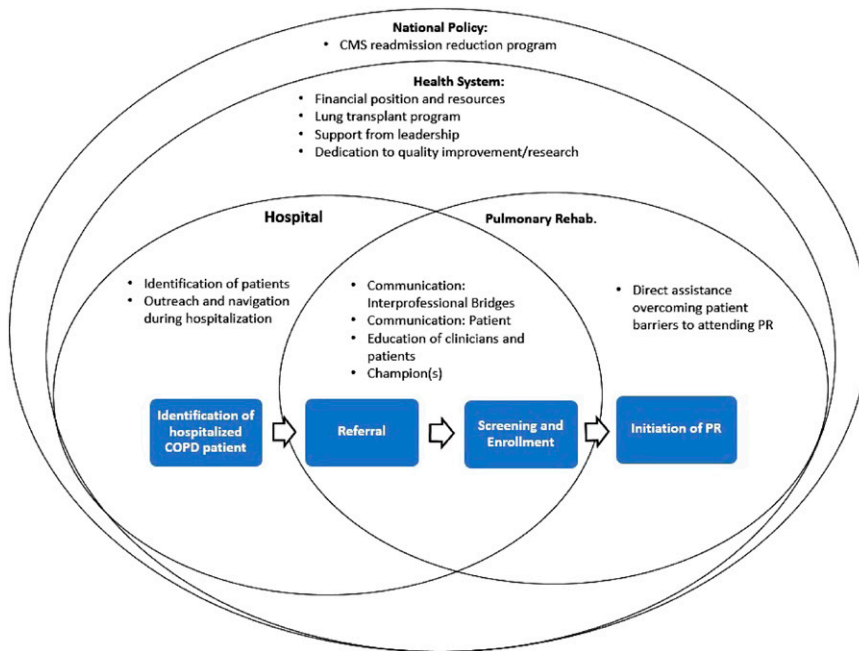 National Policy:
• CMS readmission reduction program
Health System:
• Financial position and resources
• Lung transplant program
• Support from leadership
• Dedication to quality improvement/research
Hospital
Pulmonary Rehab.
• Identification of patients
• Outreach and navigation
during hospitalization
• Communication:
Interprofessional Bridges
• Communication: Patient
• Education of clinicians and
patients
• Champion(s)
• Direct assistance
overcoming patient
barriers to attending PR
Identification of
hospitalized
COPD patient
Referral
Screening and
Enrollment
Initiation of PR